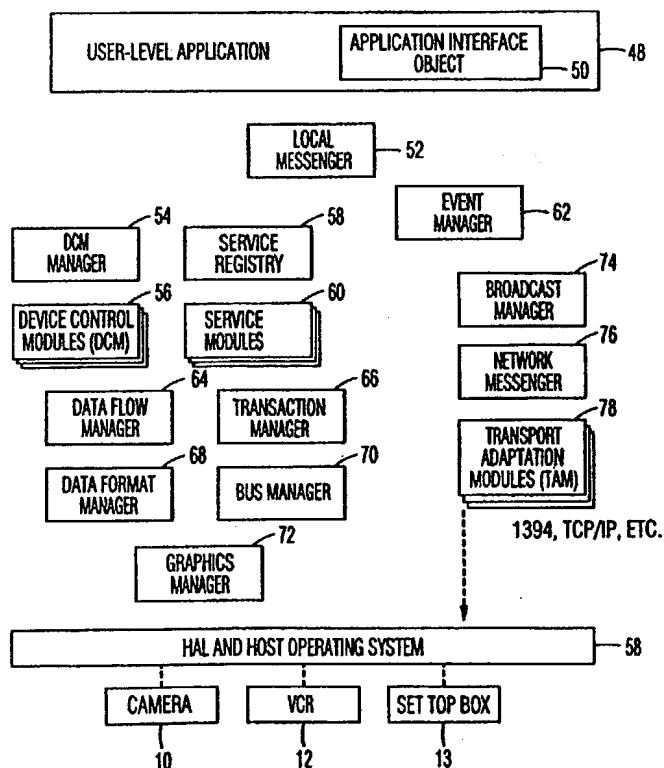 USER-LEVEL APPLICATION
APPLICATION INTERFACE
OBJECT
50
48
LOCAL
MESSENGER
52
EVENT
MANAGER
62
54
DCM
MANAGER
58
SERVICE
REGISTRY
74
BROADCAST
MANAGER
56
DEVICE CONTROL
MODULES (DCM)
60
SERVICE
MODULES
76
NETWORK
MESSENGER
64
DATA FLOW
MANAGER
66
TRANSACTION
MANAGER
78
TRANSPORT
ADAPTATION
MODULES (TAM)
68
DATA FORMAT
MANAGER
70
BUS MANAGER
1394, TCP/IP, ETC.
72
GRAPHICS
MANAGER
HAL AND HOST OPERATING SYSTEM
58
CAMERA
VCR
SET TOP BOX
10
12
13